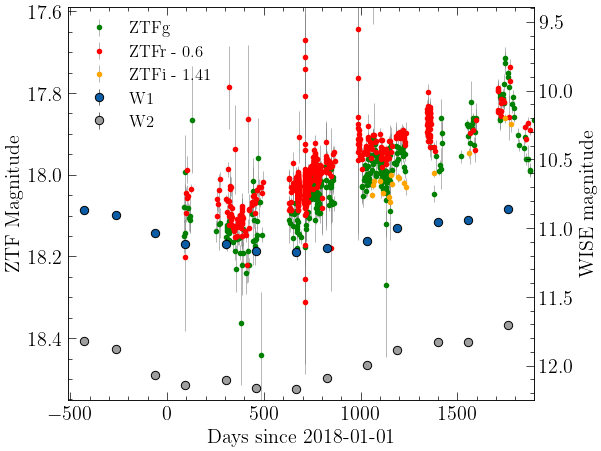 17.6
17.8
18.0
18.2
18.4
ZTF Magnitude
ZTFg
ZTFr - 0.6
ZTFi - 1.41
W1
W2
9.5
10.0
10.5
11.0
11.5
12.0
WISE magnitude
−500
0
500
1000
1500
Days since 2018-01-01